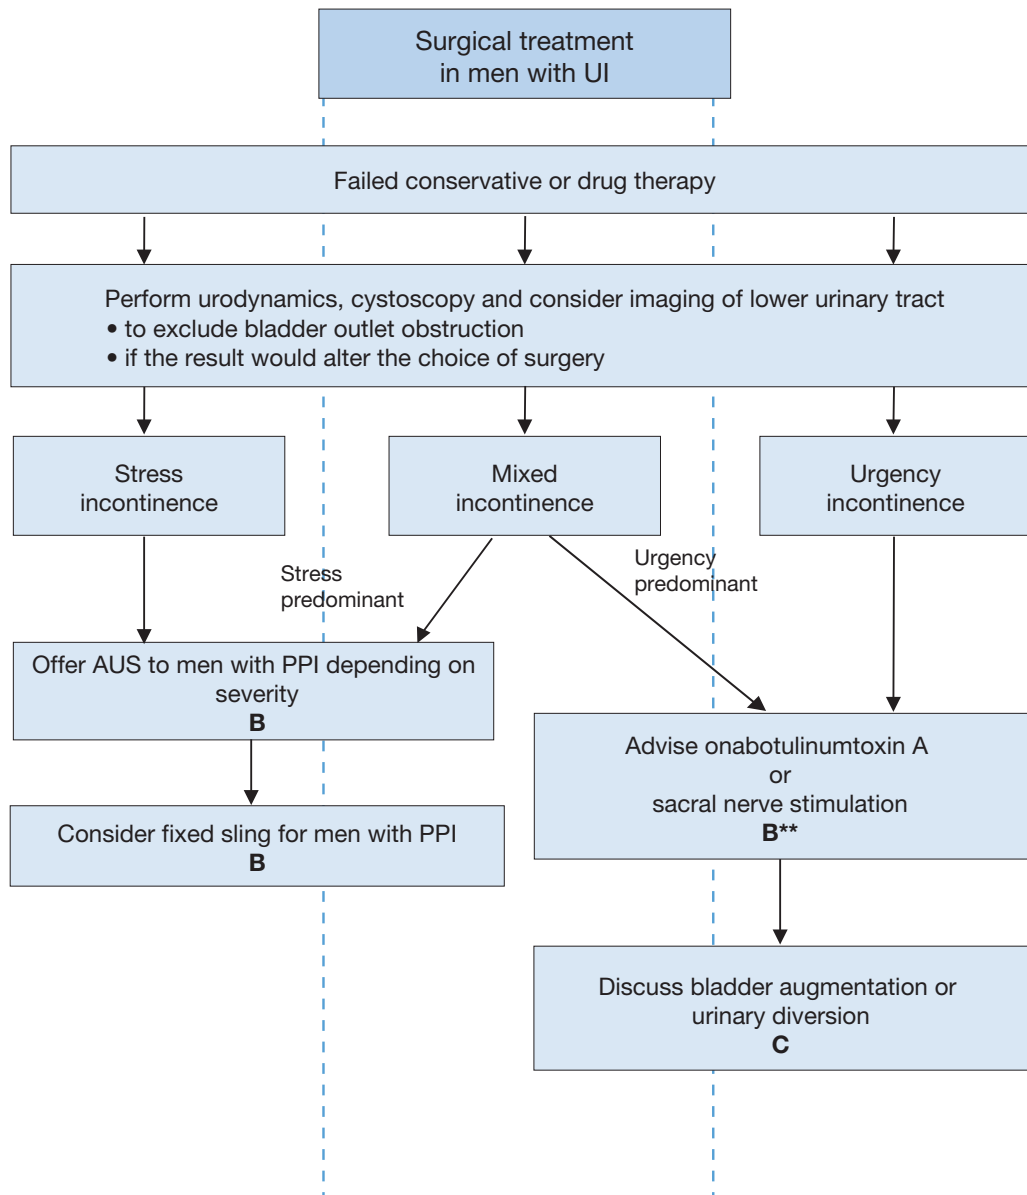 Surgical treatment
in men with UI
Failed conservative or drug therapy
Perform urodynamics, cystoscopy and consider imaging of lower urinary tract
• to exclude bladder outlet obstruction
• if the result would alter the choice of surgery
Stress
incontinence
Mixed
incontinence
Urgency
incontinence
Stress
predominant
Urgency
predominant
Offer AUS to men with PPI depending on
severity
B
Consider fixed sling for men with PPI
B
Advise onabotulinumtoxin A
or
sacral nerve stimulation
B**
Discuss bladder augmentation or
urinary diversion
C